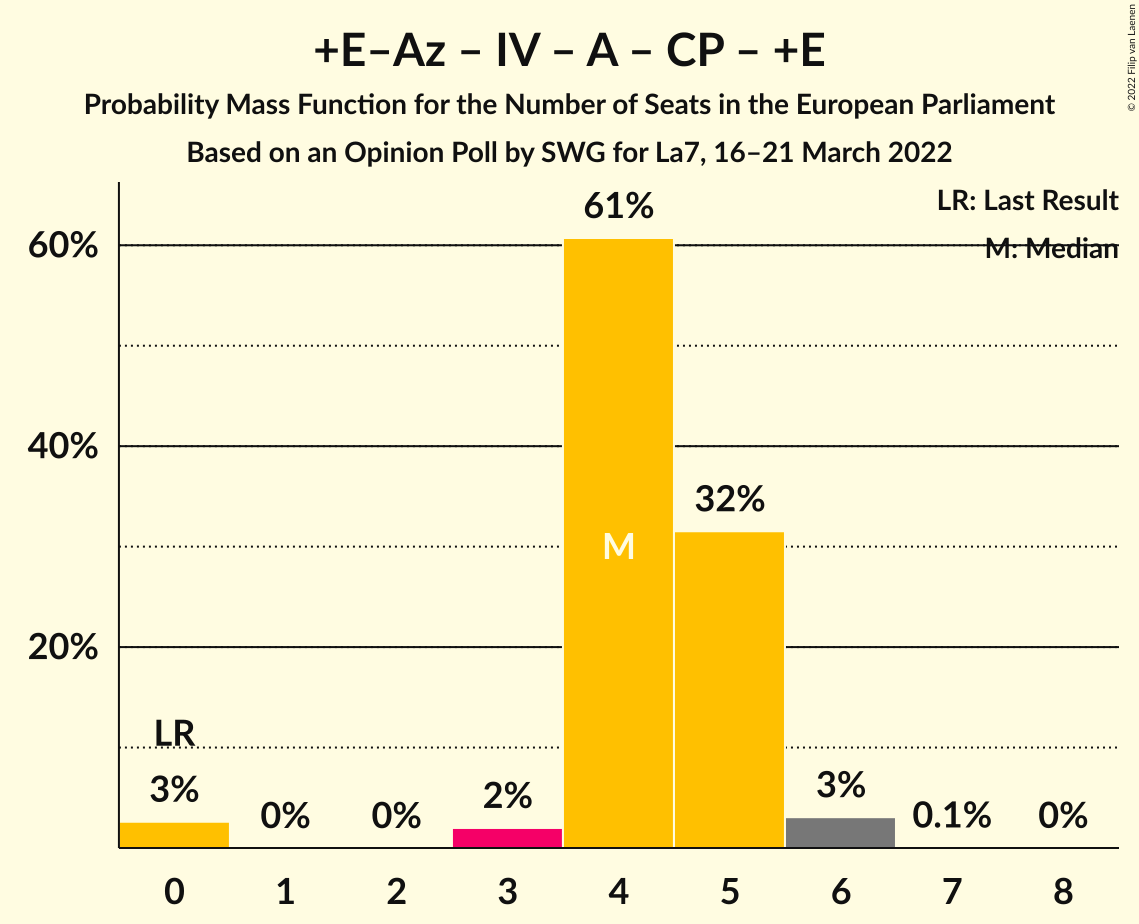 +E–Az – IV – A – CP – +E
Probability Mass Function for the Number of Seats in the European Parliament
Based on an Opinion Poll by SWG for La7, 16–21 March 2022
© 2022 Filip van Laenen
LR: Last Result
M: Median
60%
40%
20%
61%
32%
M
LR
3%
0%
0%
2%
3%
0.1%
0%
0 1 2 3 4 5 6 7 8